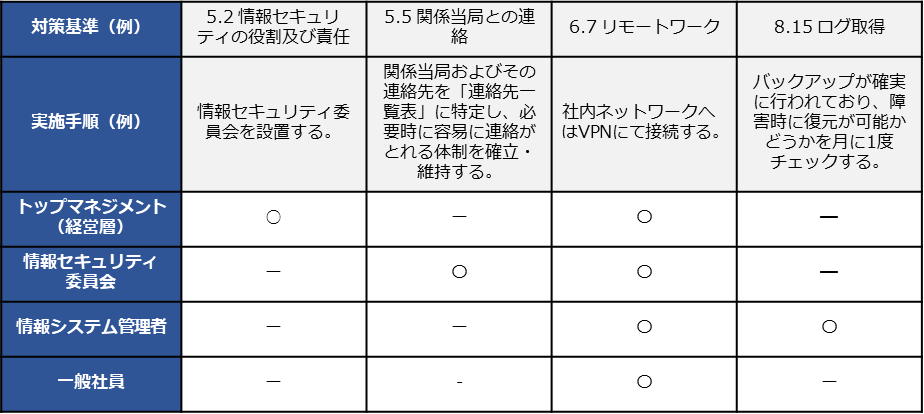 対策基準（例）
5.2 情報セキュリ
ティの役割及び責任
5.5 関係当局との連
絡
6.7 リモートワーク
8.15 ログ取得
実施手順（例）
情報セキュリティ委
員会を設置する。
関係当局およびその
連絡先を「連絡先一
覧表」に特定し、必
要時に容易に連絡が
とれる体制を確立・
維持する。
社内ネットワークへ
はVPNにて接続する。
バックアップが確実
に行われており、障
害時に復元が可能か
どうかを月に1度
チェックする。
トップマネジメント
（経営層）
〇
－
〇
―
情報セキュリティ
委員会
－
〇
〇
―
情報システム管理者
－
－
〇
〇
一般社員
－
-
〇
－